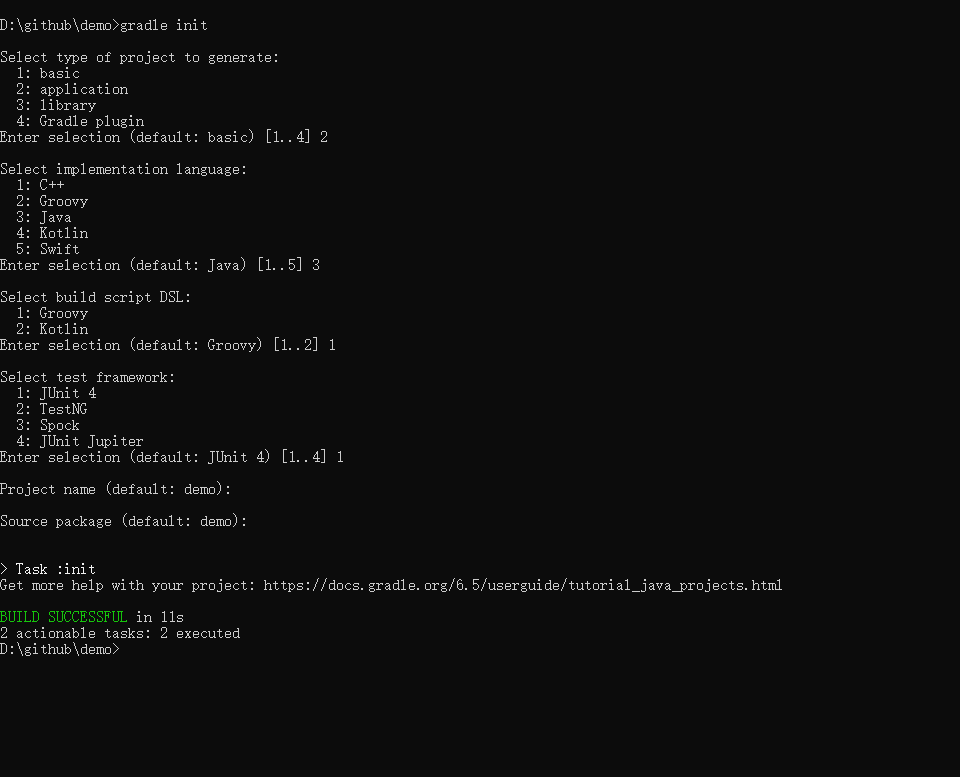 D:\github\demo>gradle init
Select type of project to generate:
1: basic
2: application
3: library
4: Gradle plugin
Enter selection (default: basic) [1..4] 2
Select implementation language:
1: C++
2: Groovy
3: Java
4: Kotlin
5: Swift
Enter selection (default: Java) [1..5] 3
Select build script DSL:
1: Groovy
2: Kotlin
Enter selection (default: Groovy) [1..2] 1
Select test framework:
1: JUnit 4
2: TestNG
3: Spock
4: JUnit Jupiter
Enter selection (default: JUnit 4) [1..4] 1
Project name (default: demo):
Source package (default: demo):
> Task :init
Get more help with your project: https://docs.gradle.org/6.5/userguide/tutorial_java_projects.html
BUILD SUCCESSFUL in 11s
2 actionable tasks: 2 executed
D:\github\demo>